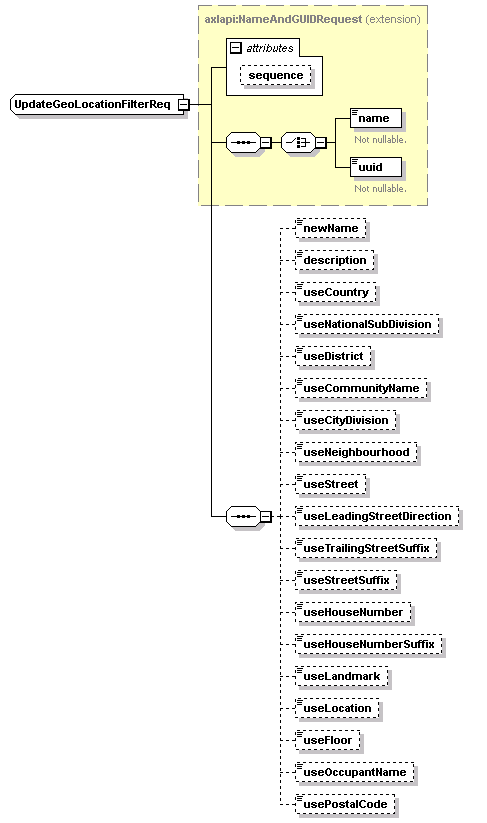 axlapi:NameAndGUIDRequest (extension)
attributes
sequence
UpdateGeoLocationFilterReq
name
Not nullable.
uuid
Not nullable.
newName
description
useCountry
useNationalSubDivision
useDistrict
useCommunityName
useCityDivision
useNeighbourhood
useStreet
useLeadingStreetDirection
useTrailingStreetSuffix
useStreetSuffix
useHouseNumber
useHouseNumberSuffix
useLandmark
useLocation
useFloor
useOccupantName
usePostalCode